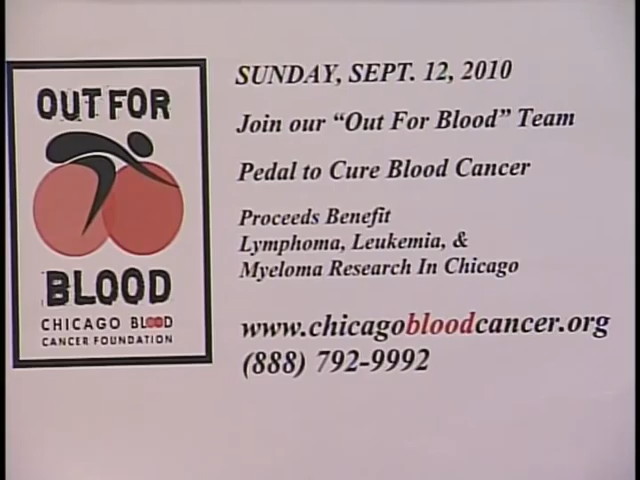 OUT FOR
BLOOD
CHICAGO BLOOD
CANCER FOUNDATION
SUNDAY, SEPT. 12, 2010
Join our “Out For Blood” Team
Pedal to Cure Blood Cancer
Proceeds Benefit
Lymphoma, Leukemia, &
Myeloma Research In Chicago
www.chicagobloodcancer.org
(888) 792-9992